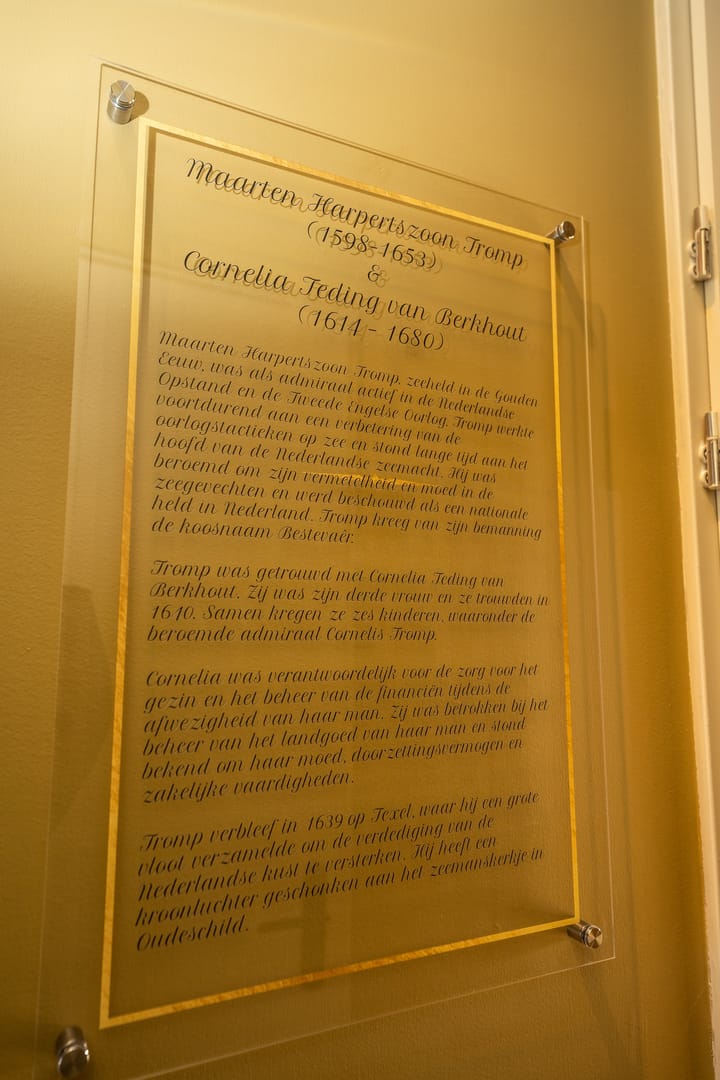 Maarten Harpertszoon Tromp
(1598-1653)
&
Cornelia Teding van Berkhout
(1614 - 1680)
Maarten Harpertszoon Tromp, zeeheld in de Gouden
Eeuw, was als admiraal actief in de Nederlandse
Opstand en de Tweede Engelse Oorlog. Tromp werkte
voortdurend aan een verbetering van de
oorlogstactieken op zee en stond lange tijd aan het
hoofd van de Nederlandse zeemacht. Hij was
beroemd om zijn vermetelheid en moed in de
zeegevechten en werd beschouwd als een nationale
held in Nederland. Tromp kreeg van zijn bemanning
de koosnaam Bestevaêr.
Tromp was getrouwd met Cornelia Teding van
Berkhout. Zij was zijn derde vrouw en ze trouwden in
1640. Samen kregen ze zes kinderen, waaronder de
beroemde admiraal Cornelis Tromp.
Cornelia was verantwoordelijk voor de zorg voor het
gezin en het beheer van de financiën tijdens de
afwezigheid van haar man. Zij was betrokken bij het
beheer van het landgoed van haar man en stond
bekend om haar moed, doorzettingsvermogen en
zakelijke vaardigheden.
Tromp verbleef in 1639 op Texel, waar hij een grote
vloot verzamelde om de verdediging van de
Nederlandse kust te versterken. Hij heeft een
kroonluchter geschonken aan het zeemanskerkje in
Oudeschild.